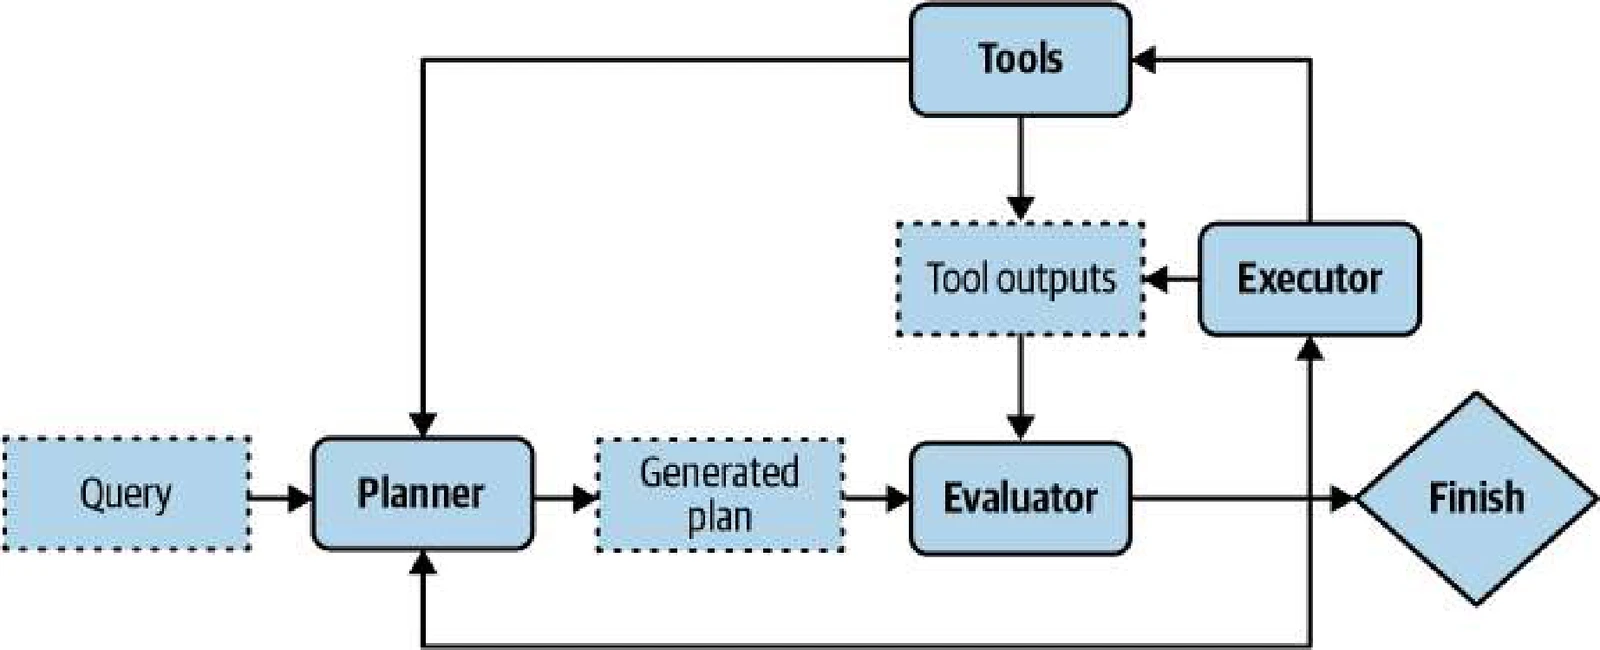 Tools
Tool outputs
Executor
Query
Planner
Generated
plan
Evaluator
Finish